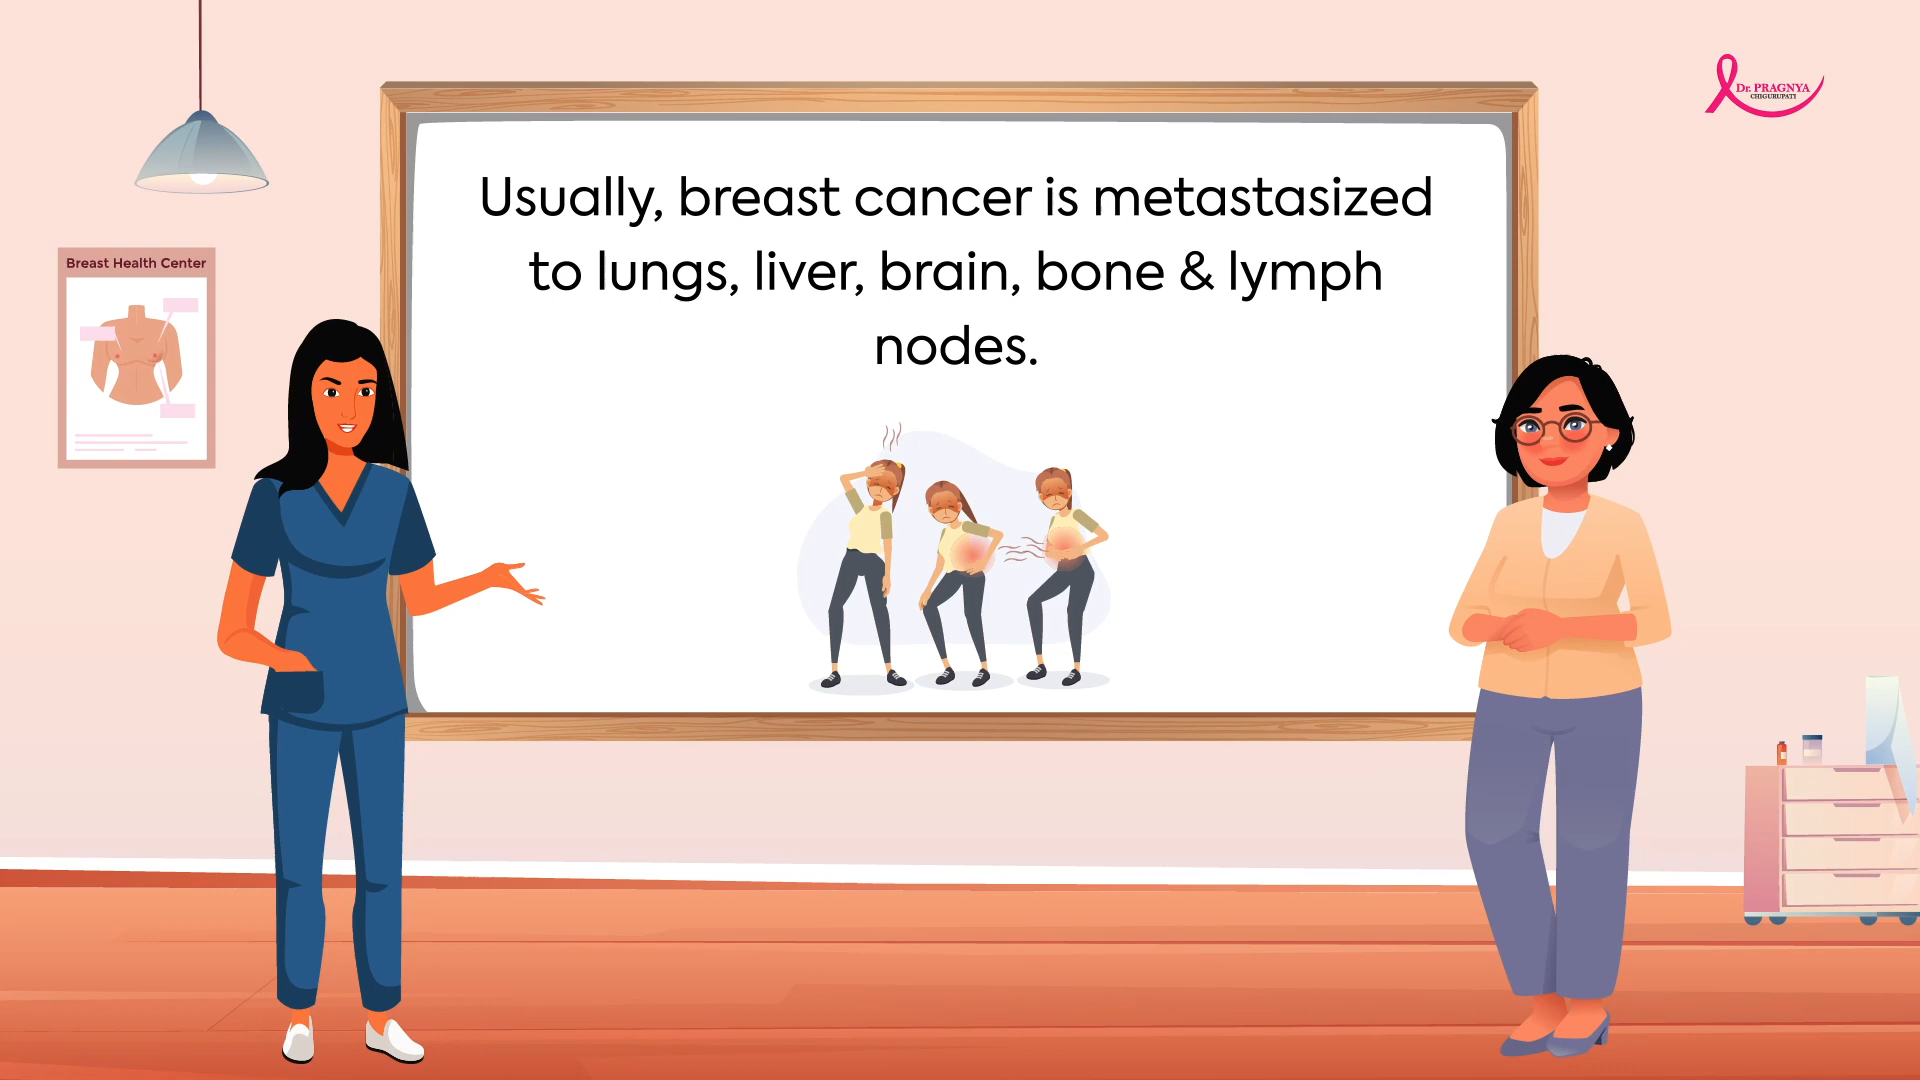 Dr. PRAGNYA
CHIGURUPATI
Usually, breast cancer is metastasized
to lungs, liver, brain, bone & lymph
nodes.
Breast Health Center